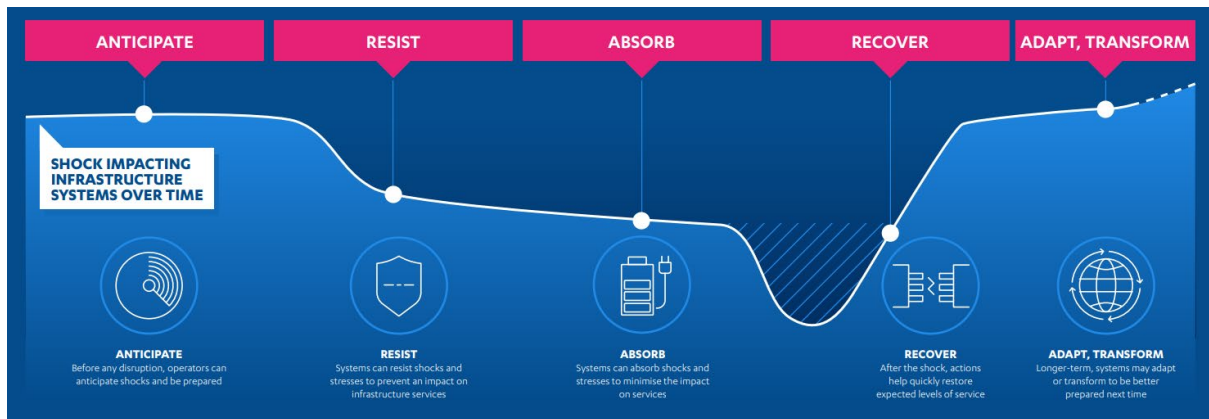 ANTICIPATE
RESIST
ABSORB
RECOVER
ADAPT, TRANSFORM
SHOCK IMPACTING
INFRASTRUCTURE
SYSTEMS OVER TIME
ANTICIPATE
Before any disruption, operators can
anticipate shocks and be prepared
RESIST
Systems can resist shocks and
stresses to prevent an impact on
infrastructure services
ABSORB
Systems can absorb shocks and
stresses to minimise the impact
on services
RECOVER
After the shock, actions
help quickly restore
expected levels of service
ADAPT, TRANSFORM
Longer-term, systems may adapt
or transform to be better
prepared next time